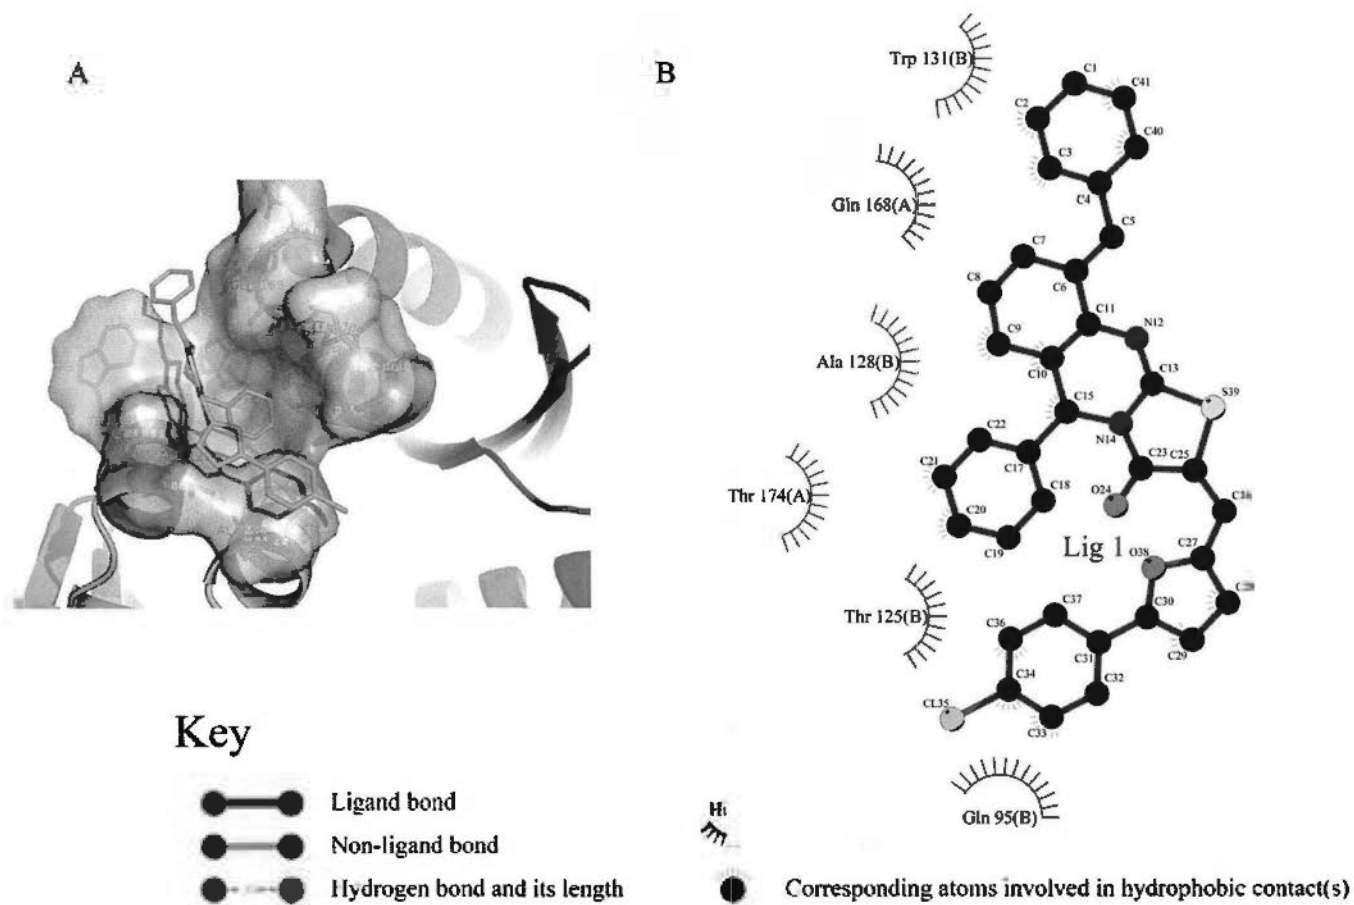 A
B
Trp 131(B)
Gln 168(A)
Ala 128(B)
Thr 174(A)
Thr 125(B)
Gln 95(B)
C1
C41
C2
C40
C3
C4
C5
C7
C8
C6
C11
N12
C9
C10
C13
S39
C15
N14
C22
C17
C23
C25
C21
C18
O24
C20
C19
Lig 1
O38
C27
C37
C30
C36
C29
C31
C34
C32
CL35
C33
Key
Ligand bond
Non-ligand bond
Hydrogen bond and its length
Corresponding atoms involved in hydrophobic contact(s)